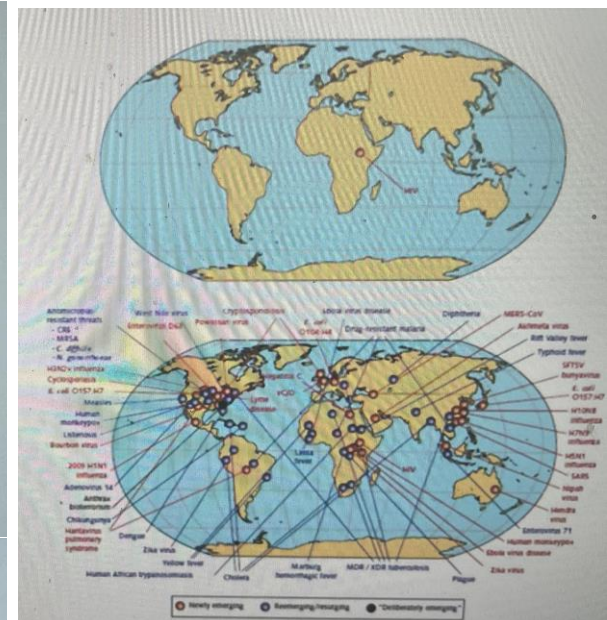 HIV
Antimicrobial-
resistant threats
- CRE
- MRSA
- C. difficile
- N. gonorrhoeae
H3N2v influenza
Cyclosporiasis
E. coli O157:H7
Measles
Human
monkeypox
Listeriosis
Bourbon virus
2009 H1N1
influenza
Adenovirus 14
Anthrax
bioterrorism
Chikungunya
Hantavirus
pulmonary
syndrome
West Nile virus
Enterovirus D68
Powassan virus
Cryptosporidiosis
E. coli
O104:H4
Ebola virus disease
Drug-resistant malaria
Diphtheria
MERS-CoV
Akhmeta virus
Rift Valley fever
Typhoid fever
SFTSV
bunyavirus
E. coli
O157:H7
H10N8
influenza
H7N9
influenza
H5N1
influenza
SARS
Nipah
virus
Hendra
virus
Enterovirus 71
Human monkeypox
Ebola virus disease
Zika virus
Hepatitis C
vCJD
Lyme
disease
Lassa
fever
HIV
Dengue
Zika virus
Yellow fever
Human African trypanosomiasis
Cholera
Marburg
hemorrhagic fever
MDR / XDR tuberculosis
Plague
Newly emerging
Reemerging/resurging
"Deliberately emerging"